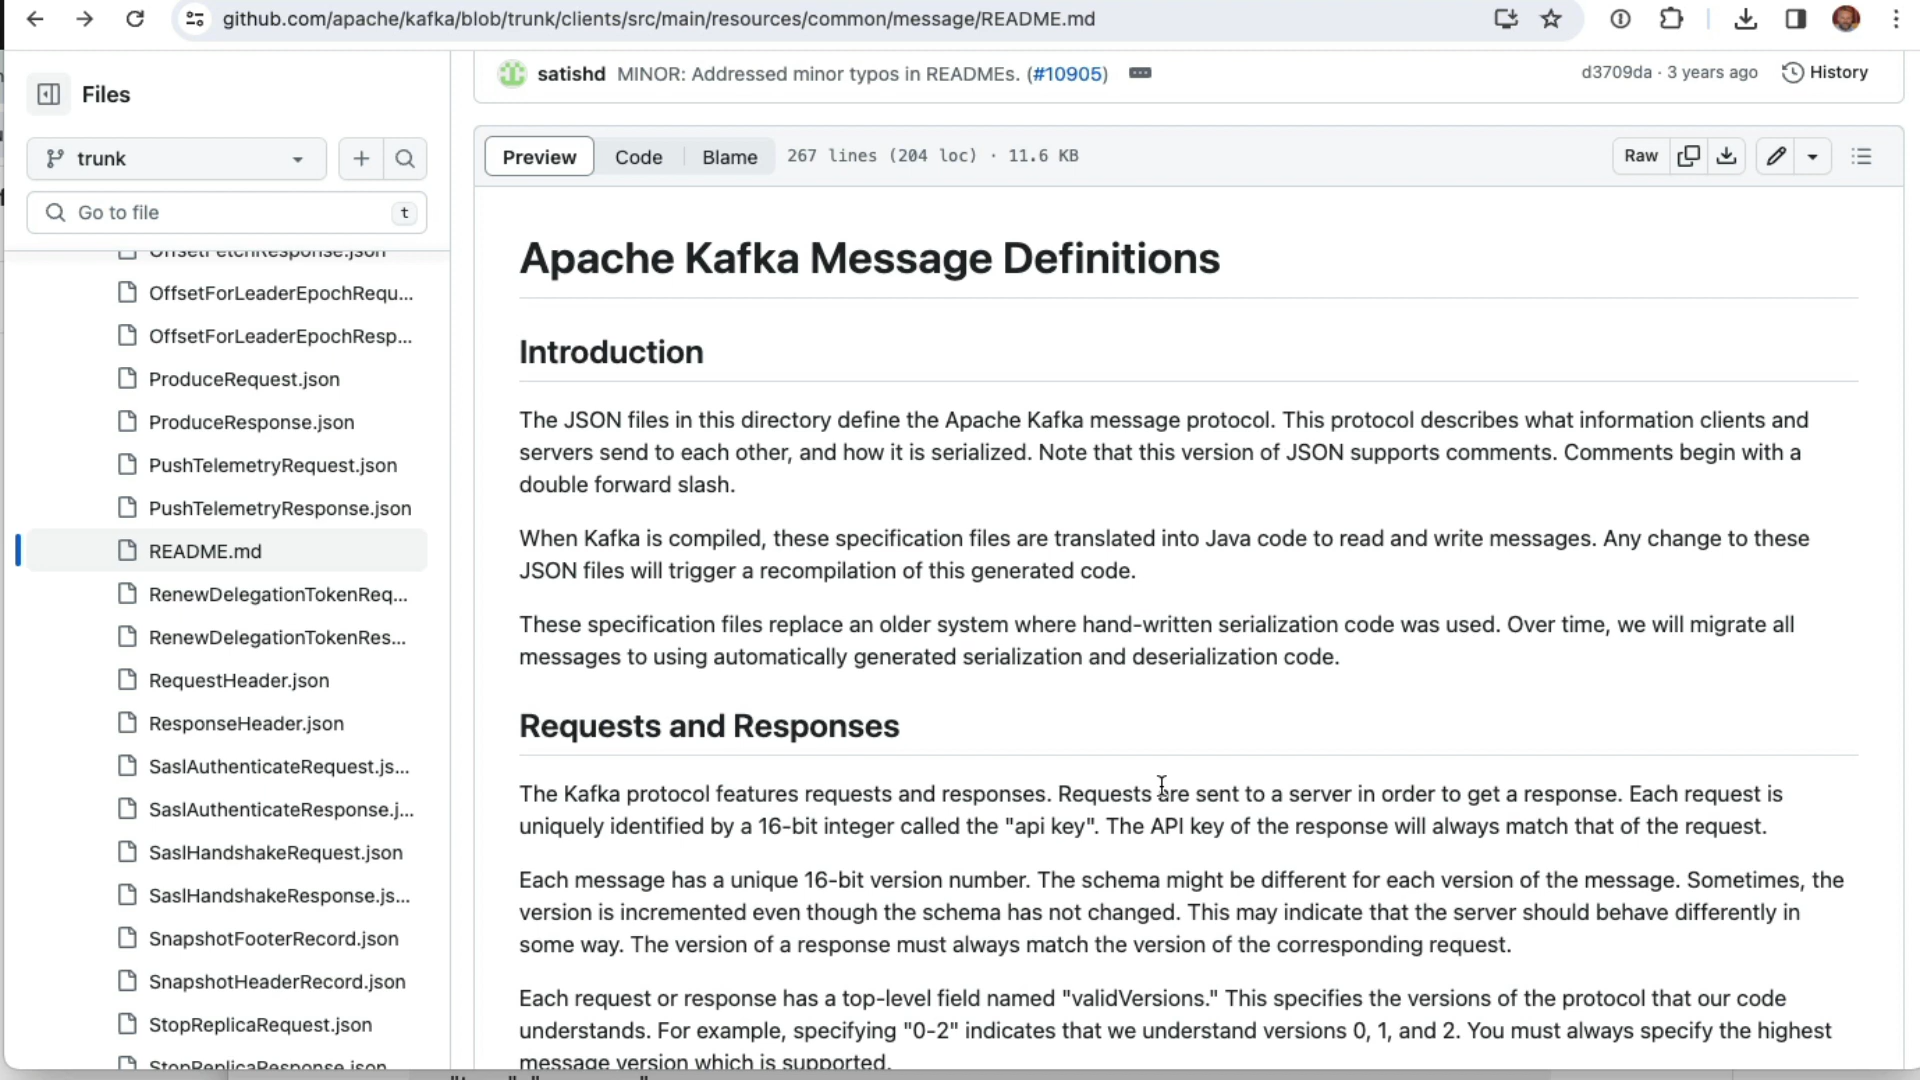 github.com/apache/kafka/blob/trunk/clients/src/main/resources/common/message/README.md
satishd MINOR: Addressed minor typos in READMEs. (#10905)
d3709da · 3 years ago History
Files
trunk
Go to file
t
Preview Code Blame 267 lines (204 loc) · 11.6 KB
Raw
OffsetFetchResponse.json
OffsetForLeaderEpochRequ...
OffsetForLeaderEpochResp...
ProduceRequest.json
ProduceResponse.json
PushTelemetryRequest.json
PushTelemetryResponse.json
README.md
RenewDelegationTokenReq...
RenewDelegationTokenRes...
RequestHeader.json
ResponseHeader.json
SaslAuthenticateRequest.js...
SaslAuthenticateResponse.j...
SaslHandshakeRequest.json
SaslHandshakeResponse.js...
SnapshotFooterRecord.json
SnapshotHeaderRecord.json
StopReplicaRequest.json
StopReplicaResponse.json
Apache Kafka Message Definitions
Introduction
The JSON files in this directory define the Apache Kafka message protocol. This protocol describes what information clients and
servers send to each other, and how it is serialized. Note that this version of JSON supports comments. Comments begin with a
double forward slash.
When Kafka is compiled, these specification files are translated into Java code to read and write messages. Any change to these
JSON files will trigger a recompilation of this generated code.
These specification files replace an older system where hand-written serialization code was used. Over time, we will migrate all
messages to using automatically generated serialization and deserialization code.
Requests and Responses
The Kafka protocol features requests and responses. Requests are sent to a server in order to get a response. Each request is
uniquely identified by a 16-bit integer called the "api key". The API key of the response will always match that of the request.
Each message has a unique 16-bit version number. The schema might be different for each version of the message. Sometimes, the
version is incremented even though the schema has not changed. This may indicate that the server should behave differently in
some way. The version of a response must always match the version of the corresponding request.
Each request or response has a top-level field named "validVersions." This specifies the versions of the protocol that our code
understands. For example, specifying "0-2" indicates that we understand versions 0, 1, and 2. You must always specify the highest
message version which is supported.